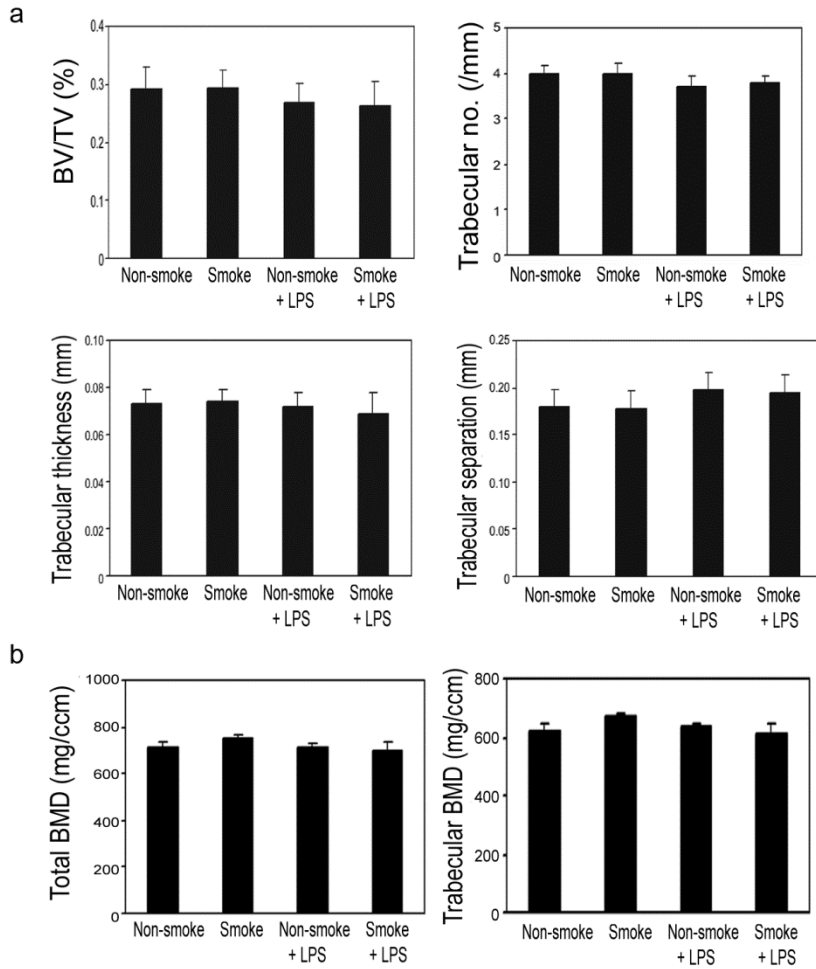 a
BV/TV (%)
0.4
0.3
0.2
0.1
0
Non-smoke
Smoke
Non-smoke
+ LPS
Smoke
+ LPS
Trabecular no. (/mm)
5
4
3
2
1
0
Non-smoke
Smoke
Non-smoke
+ LPS
Smoke
+ LPS
Trabecular thickness (mm)
0.10
0.08
0.06
0.04
0.02
0
Non-smoke
Smoke
Non-smoke
+ LPS
Smoke
+ LPS
Trabecular separation (mm)
0.25
0.20
0.15
0.10
0.05
0
Non-smoke
Smoke
Non-smoke
+ LPS
Smoke
+ LPS
b
Total BMD (mg/ccm)
1000
800
600
400
200
0
Non-smoke
Smoke
Non-smoke
+ LPS
Smoke
+ LPS
Trabecular BMD (mg/ccm)
800
600
400
200
0
Non-smoke
Smoke
Non-smoke
+ LPS
Smoke
+ LPS